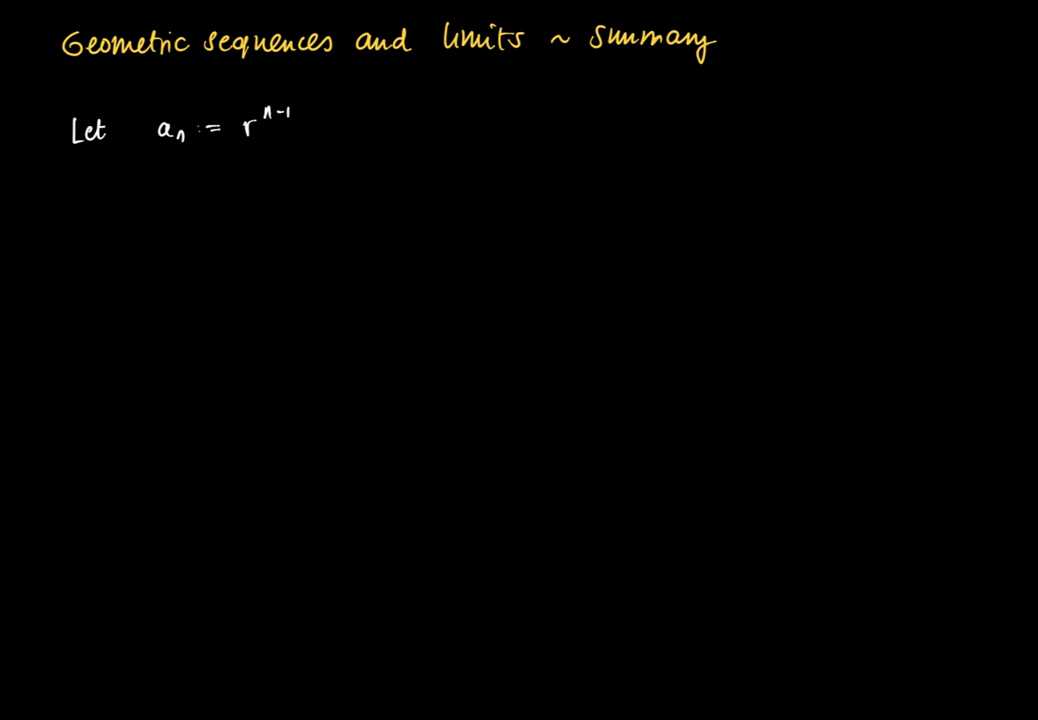 Geometric sequences and limits ~ summary
Let aₙ := rⁿ⁻¹